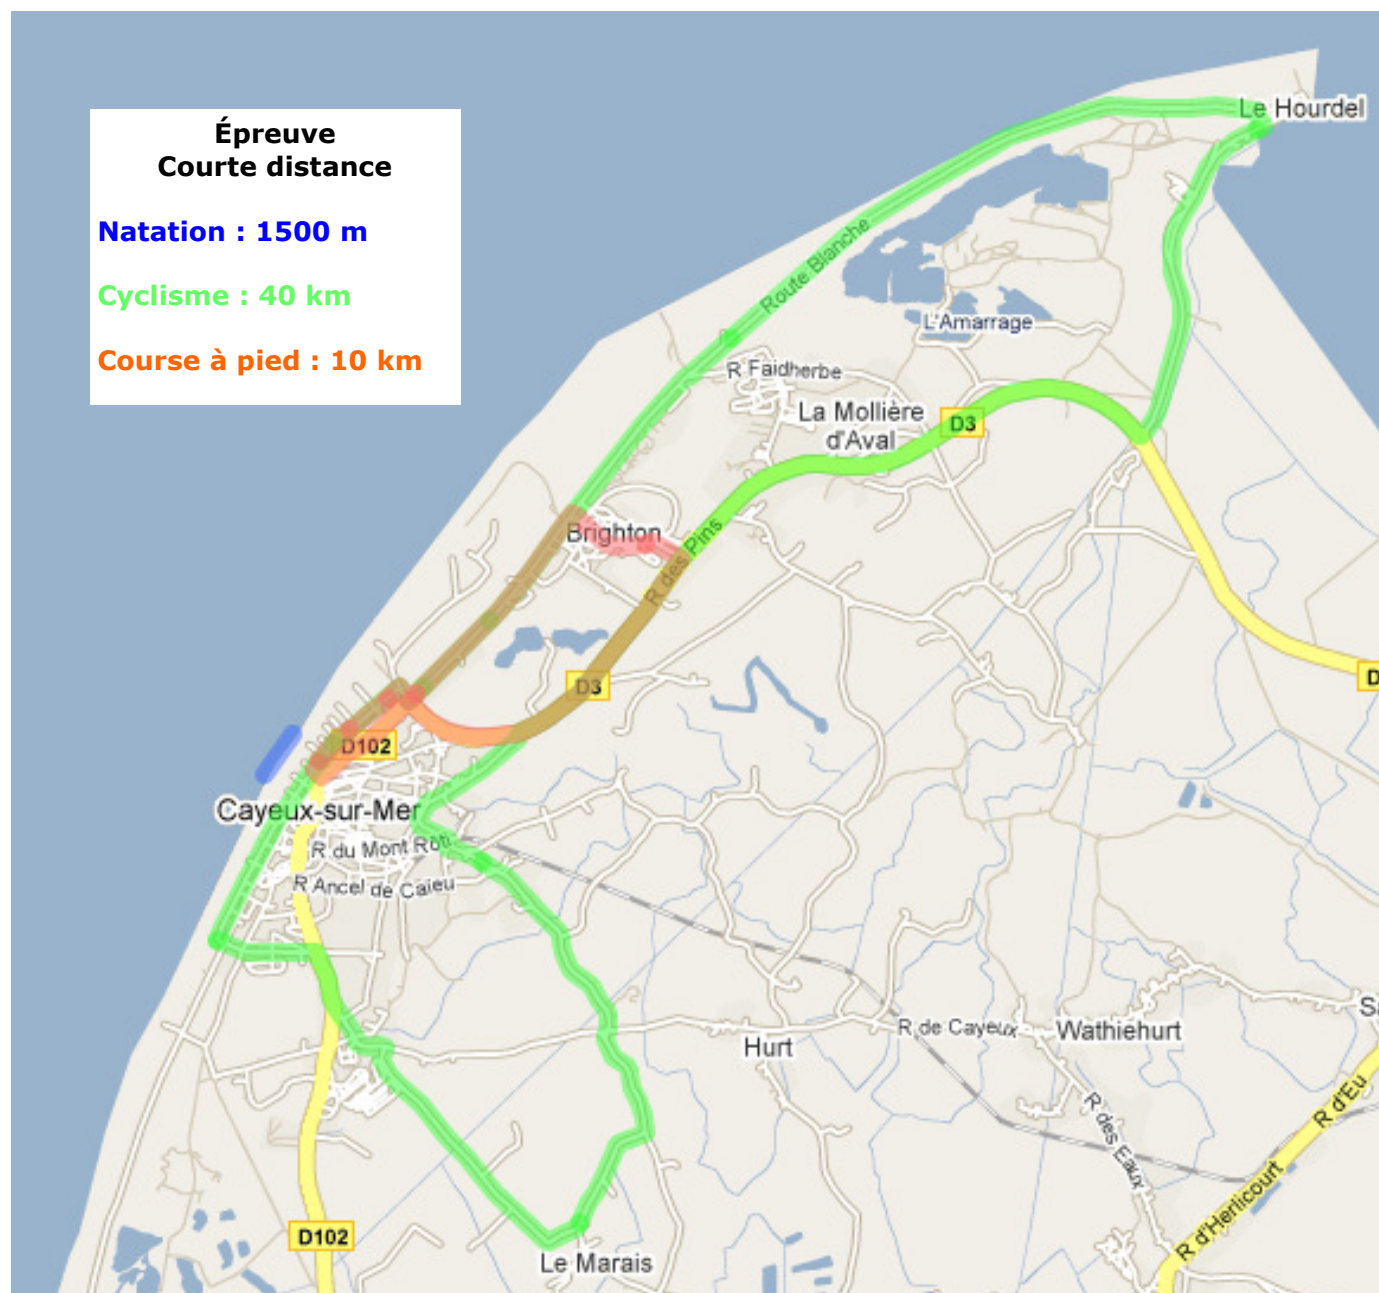 Épreuve
Courte distance
Natation : 1500 m
Cyclisme : 40 km
Course à pied : 10 km
Le Hourdel
Route Blanche
L'Amarrage
R Faidherbe
La Mollière
d'Aval
D3
Brighton
R des Pins
D3
D
D102
Cayeux-sur-Mer
R du Mont Rôti
R Ancel de Caïeu
R de Cayeux
Wathiehurt
Hurt
R des Eaux
R d'Eu
R d'Herlicourt
D102
Le Marais